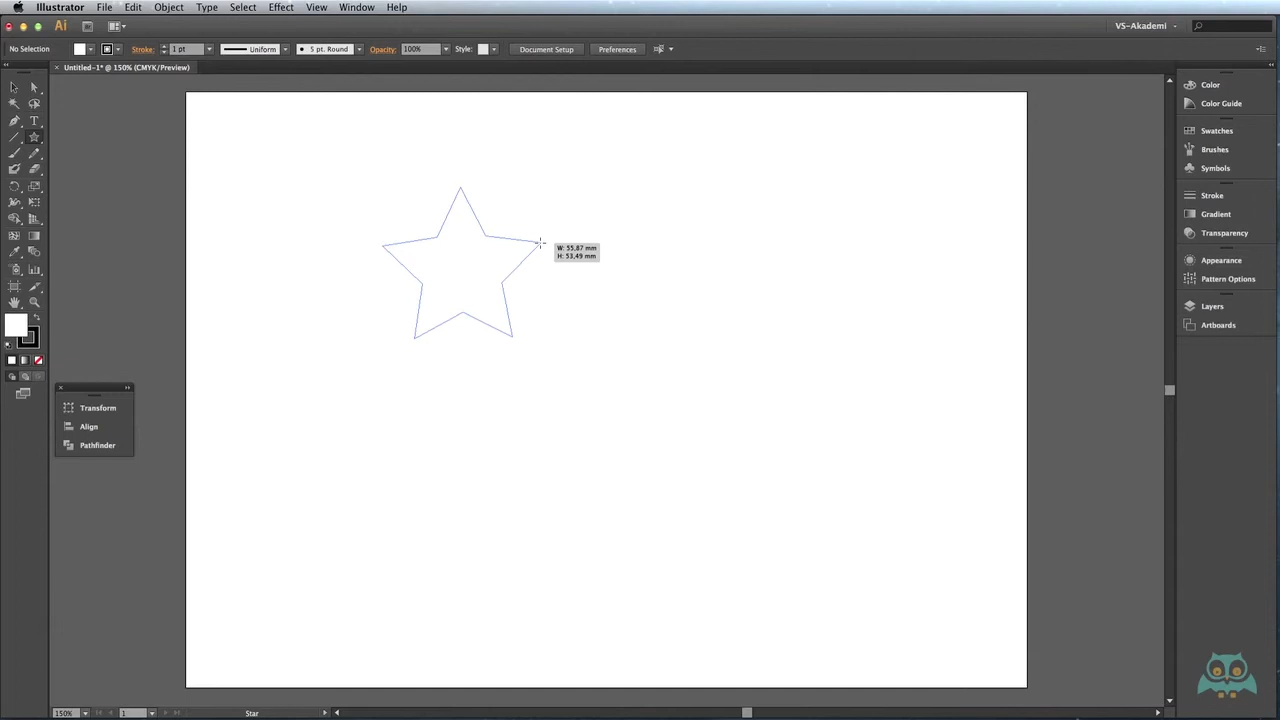 Illustrator File Edit Object Type Select Effect View Window Help
Ai VS-Akademi
No Selection Stroke: 1 pt Uniform 5 pt. Round Opacity: 100% Style: Document Setup Preferences
× Untitled-1* @ 150% (CMYK/Preview)
Color
Color Guide
Swatches
Brushes
Symbols
Stroke
Gradient
Transparency
Appearance
Pattern Options
Layers
Artboards
W: 55,87 mm
H: 53,49 mm
Transform
Align
Pathfinder
150% 1 Star